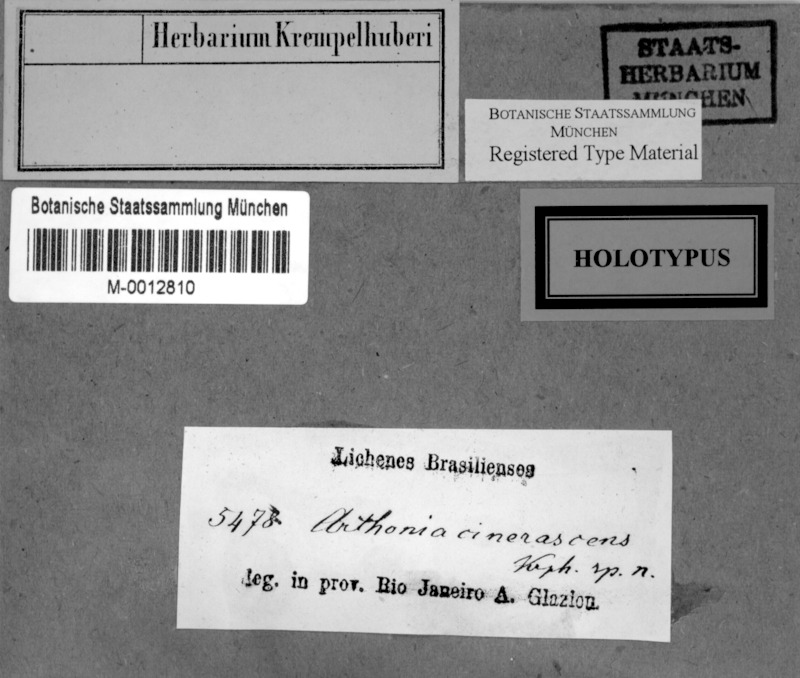 Herbarium Krempelhuberi
STAATS-
HERBARIUM
MÜNCHEN
BOTANISCHE STAATSSAMMLUNG
MÜNCHEN
Registered Type Material
Botanische Staatssammlung München
M-0012810
HOLOTYPUS
Lichenes Brasilienses
5478 Arthonia cinerascens
Kph. sp. n.
leg. in prov. Rio Janeiro A. Glaziou